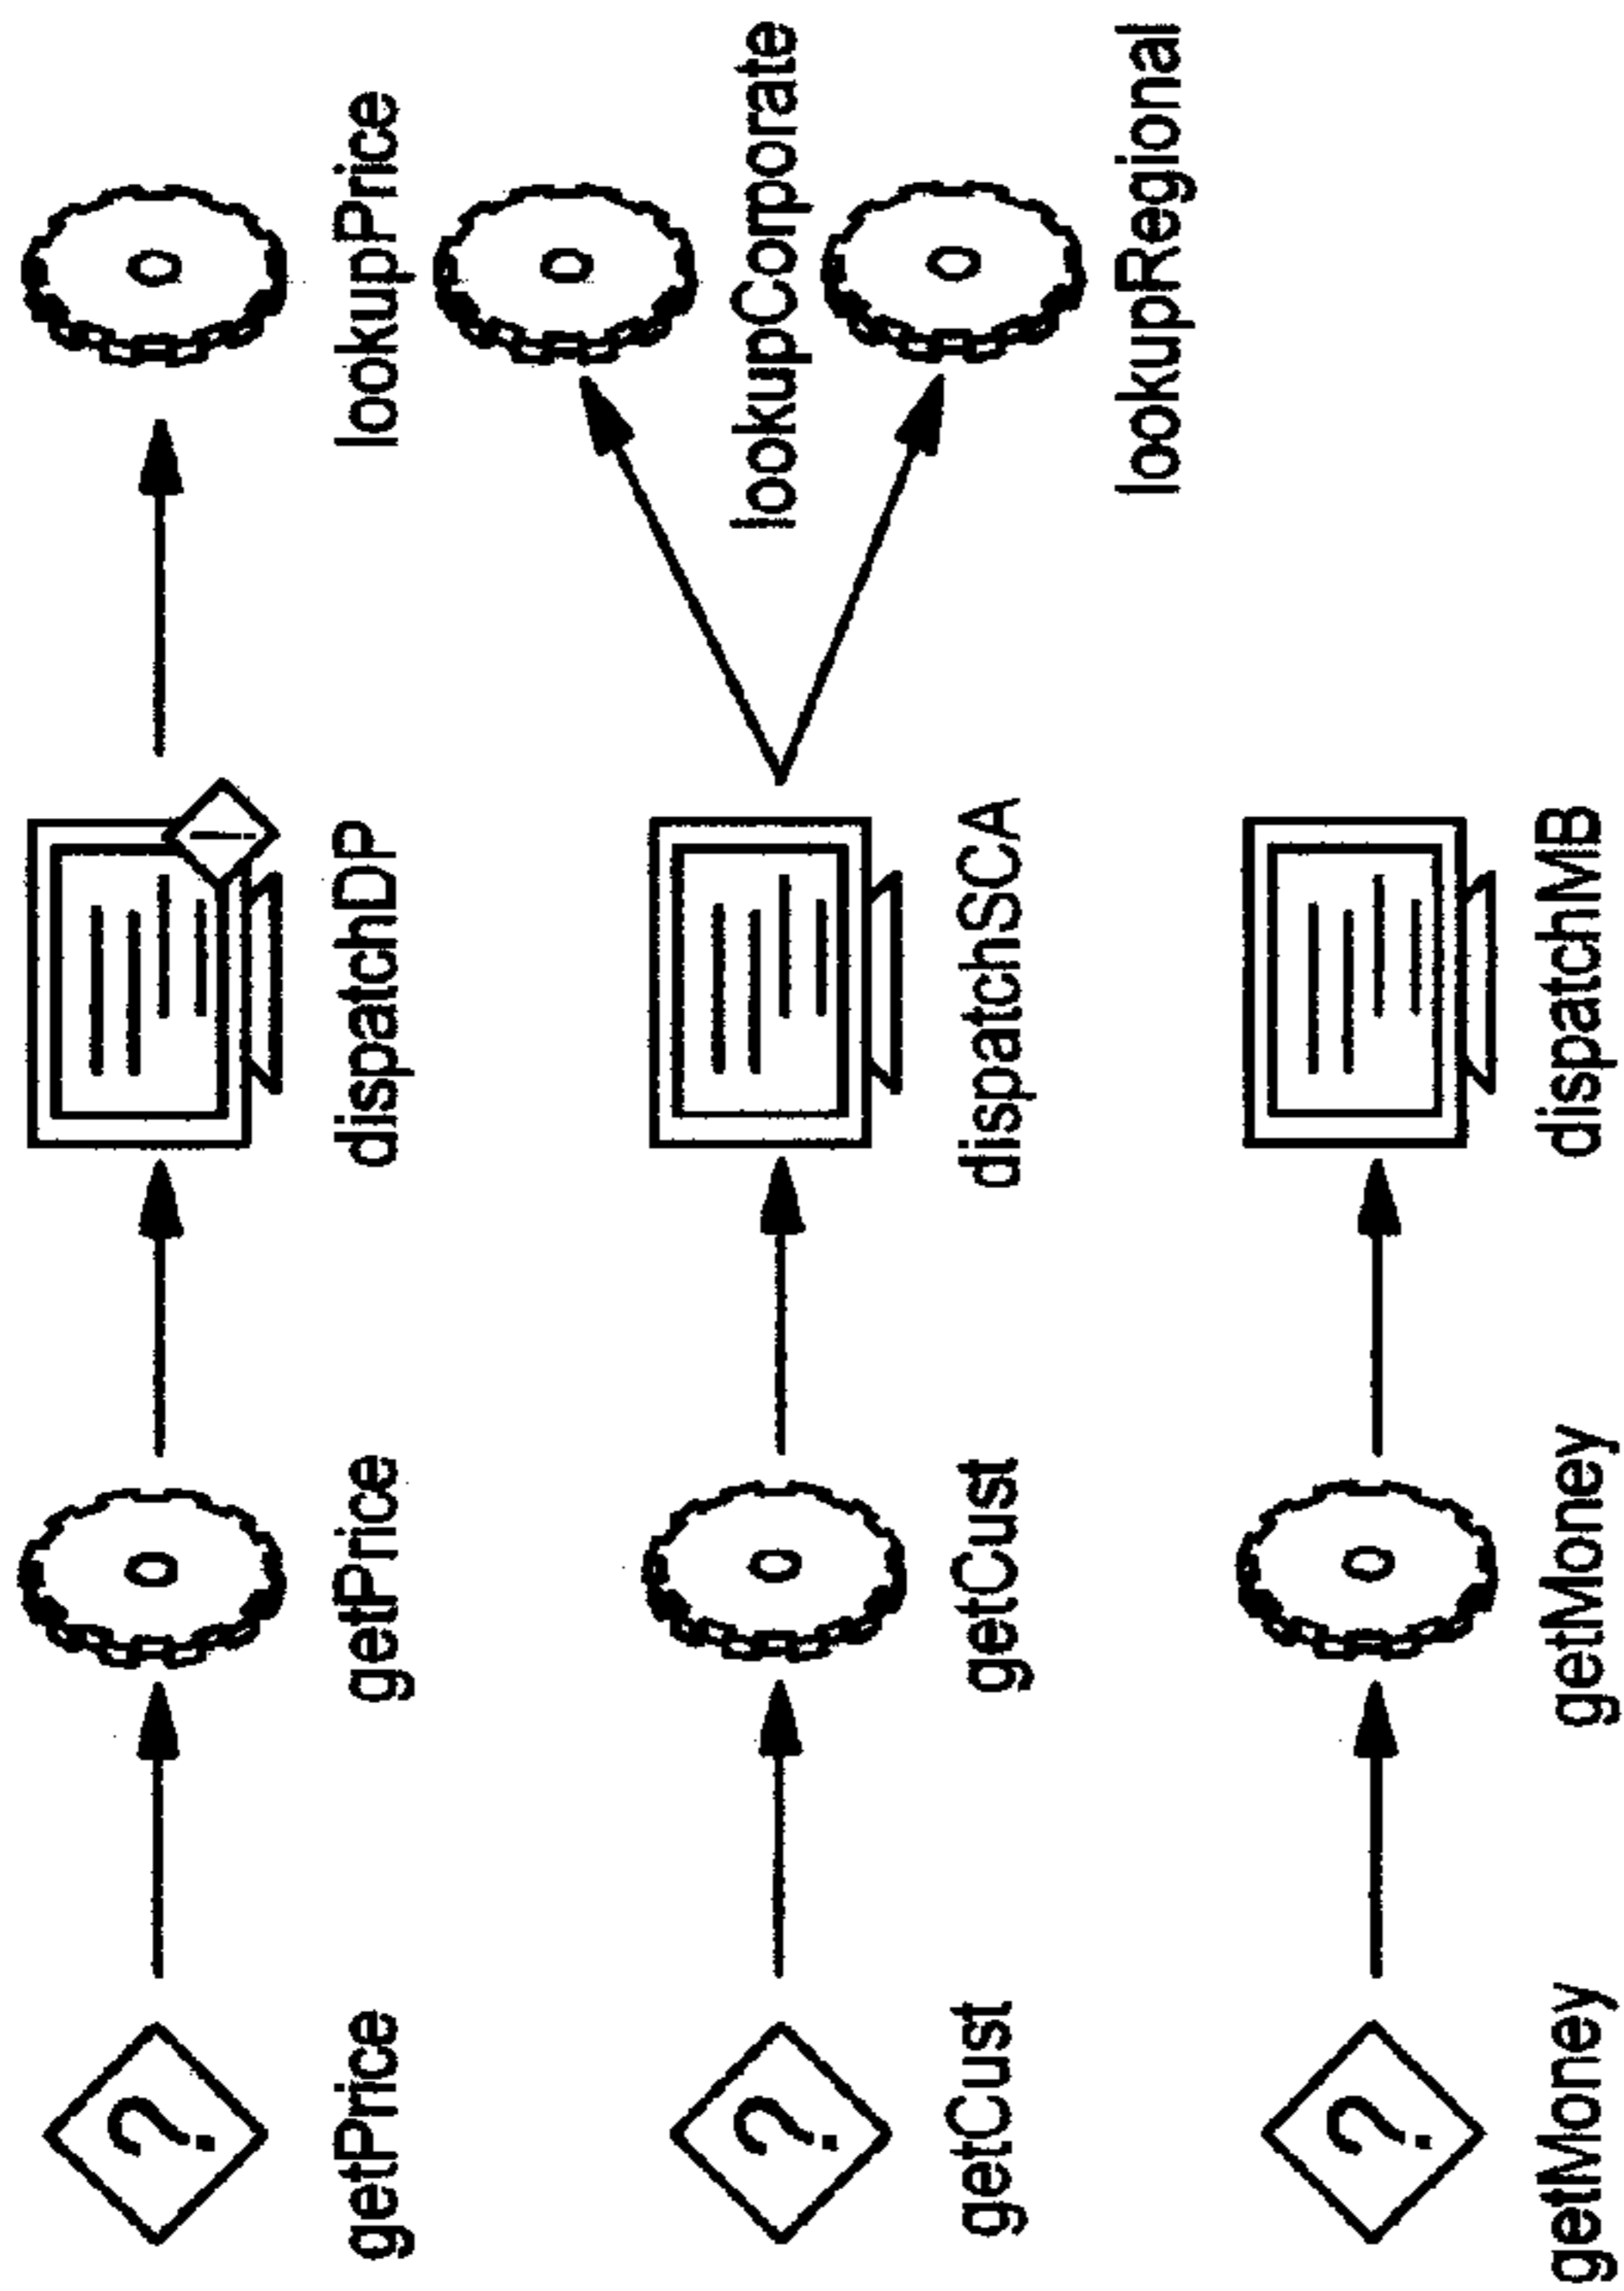 ?
getPrice
getPrice
dispatchDP
!
lookupPrice
?
getCust
getCust
dispatchSCA
lookupCorporate
lookupRegional
?
getMoney
getMoney
dispatchMB